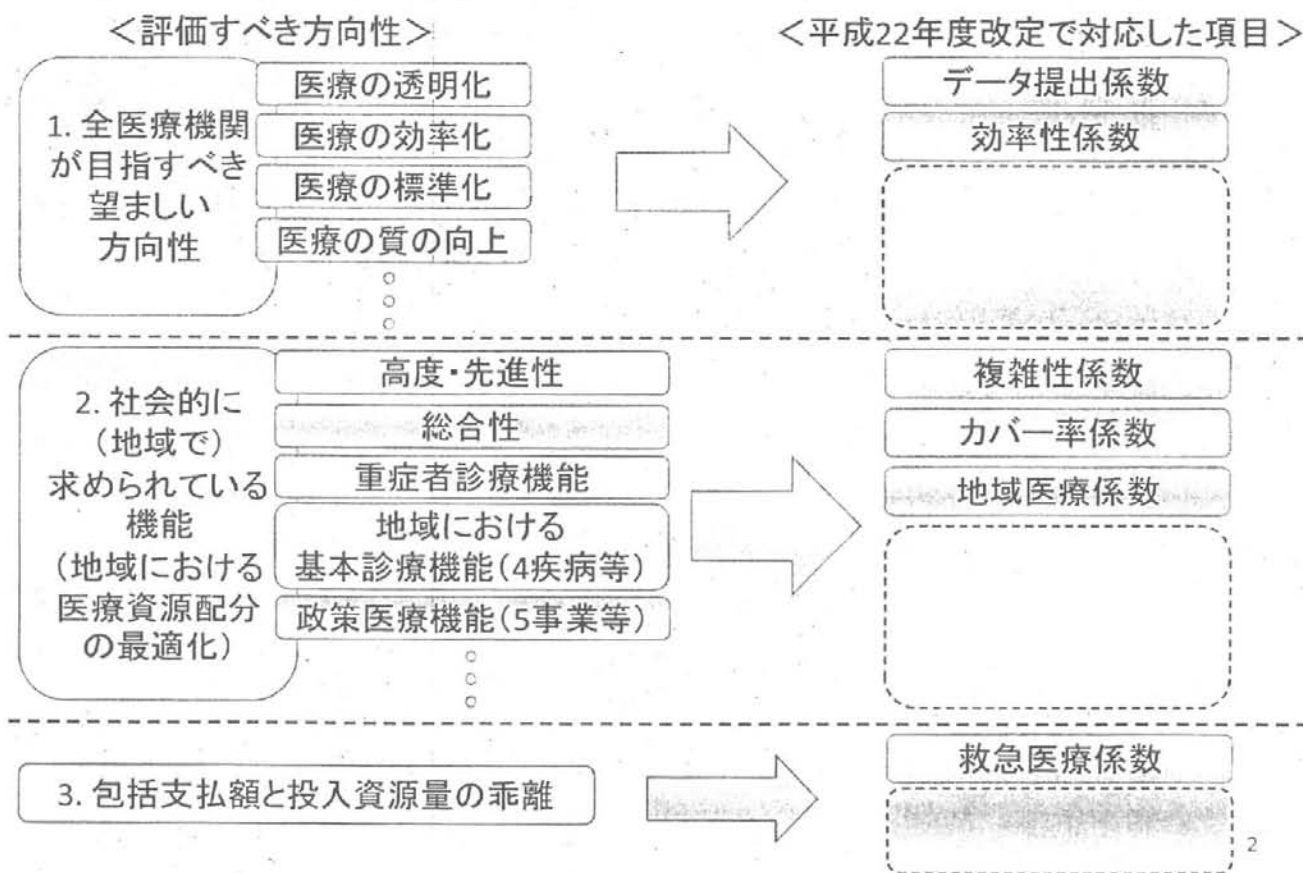 ＜評価すべき方向性＞
＜平成22年度改定で対応した項目＞
1. 全医療機関
が目指すべき
望ましい
方向性
医療の透明化
医療の効率化
医療の標準化
医療の質の向上
データ提出係数
効率性係数
2. 社会的に
（地域で）
求められている
機能
（地域における
医療資源配分
の最適化）
高度・先進性
総合性
重症者診療機能
地域における
基本診療機能（4疾病等）
政策医療機能（5事業等）
複雑性係数
カバー率係数
地域医療係数
3. 包括支払額と投入資源量の乖離
救急医療係数
2